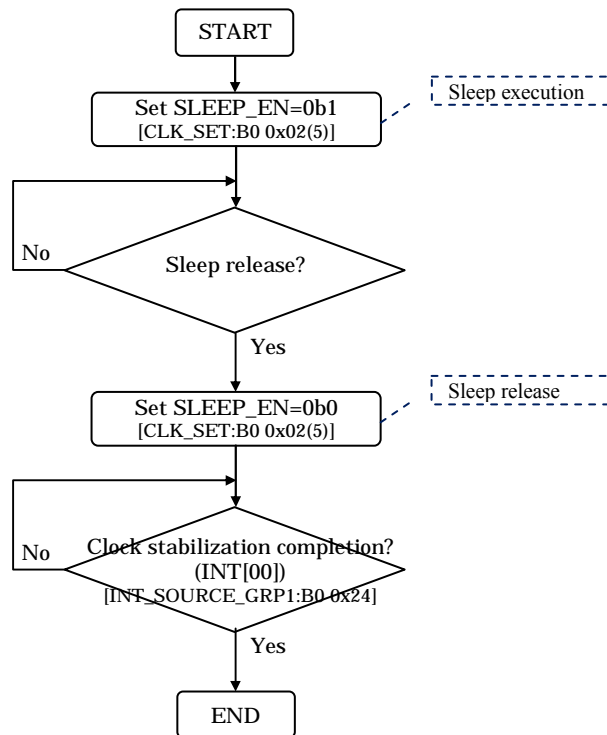 START
Set SLEEP_EN=0b1
[CLK_SET:B0 0x02(5)]
Sleep execution
No
Sleep release?
Yes
Set SLEEP_EN=0b0
[CLK_SET:B0 0x02(5)]
Sleep release
No
Clock stabilization completion?
(INT[00])
[INT_SOURCE_GRP1:B0 0x24]
Yes
END